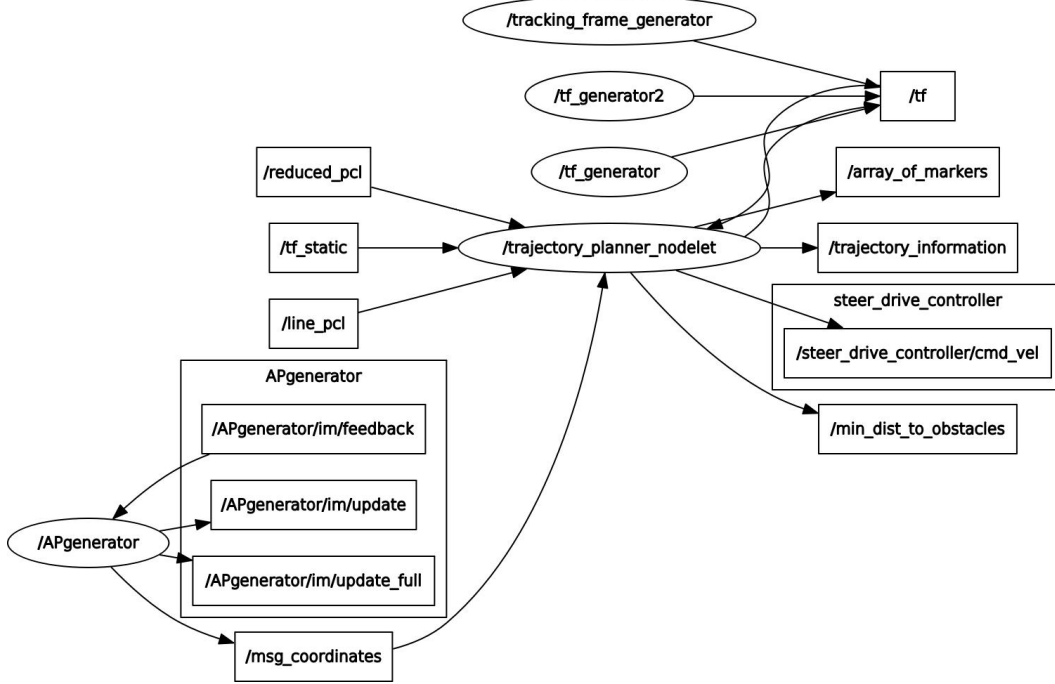 /tracking_frame_generator
/tf_generator2
/tf
/tf_generator
/reduced_pcl
/array_of_markers
/tf_static
/trajectory_planner_nodelet
/trajectory_information
/line_pcl
steer_drive_controller
/steer_drive_controller/cmd_vel
APgenerator
/min_dist_to_obstacles
/APgenerator/im/feedback
/APgenerator/im/update
/APgenerator
/APgenerator/im/update_full
/msg_coordinates